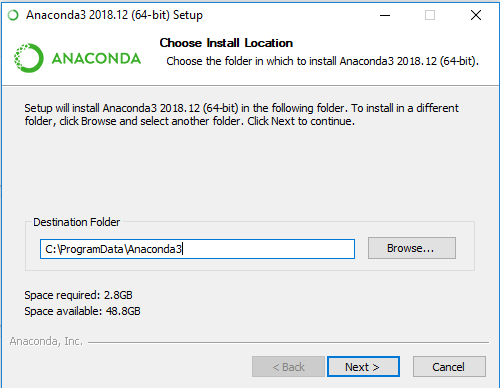 Anaconda3 2018.12 (64-bit) Setup
ANACONDA
Choose Install Location
Choose the folder in which to install Anaconda3 2018.12 (64-bit).
Setup will install Anaconda3 2018.12 (64-bit) in the following folder. To install in a different
folder, click Browse and select another folder. Click Next to continue.
Destination Folder
C:\ProgramData\Anaconda3
Browse...
Space required: 2.8GB
Space available: 48.8GB
Anaconda, Inc.
< Back
Next >
Cancel